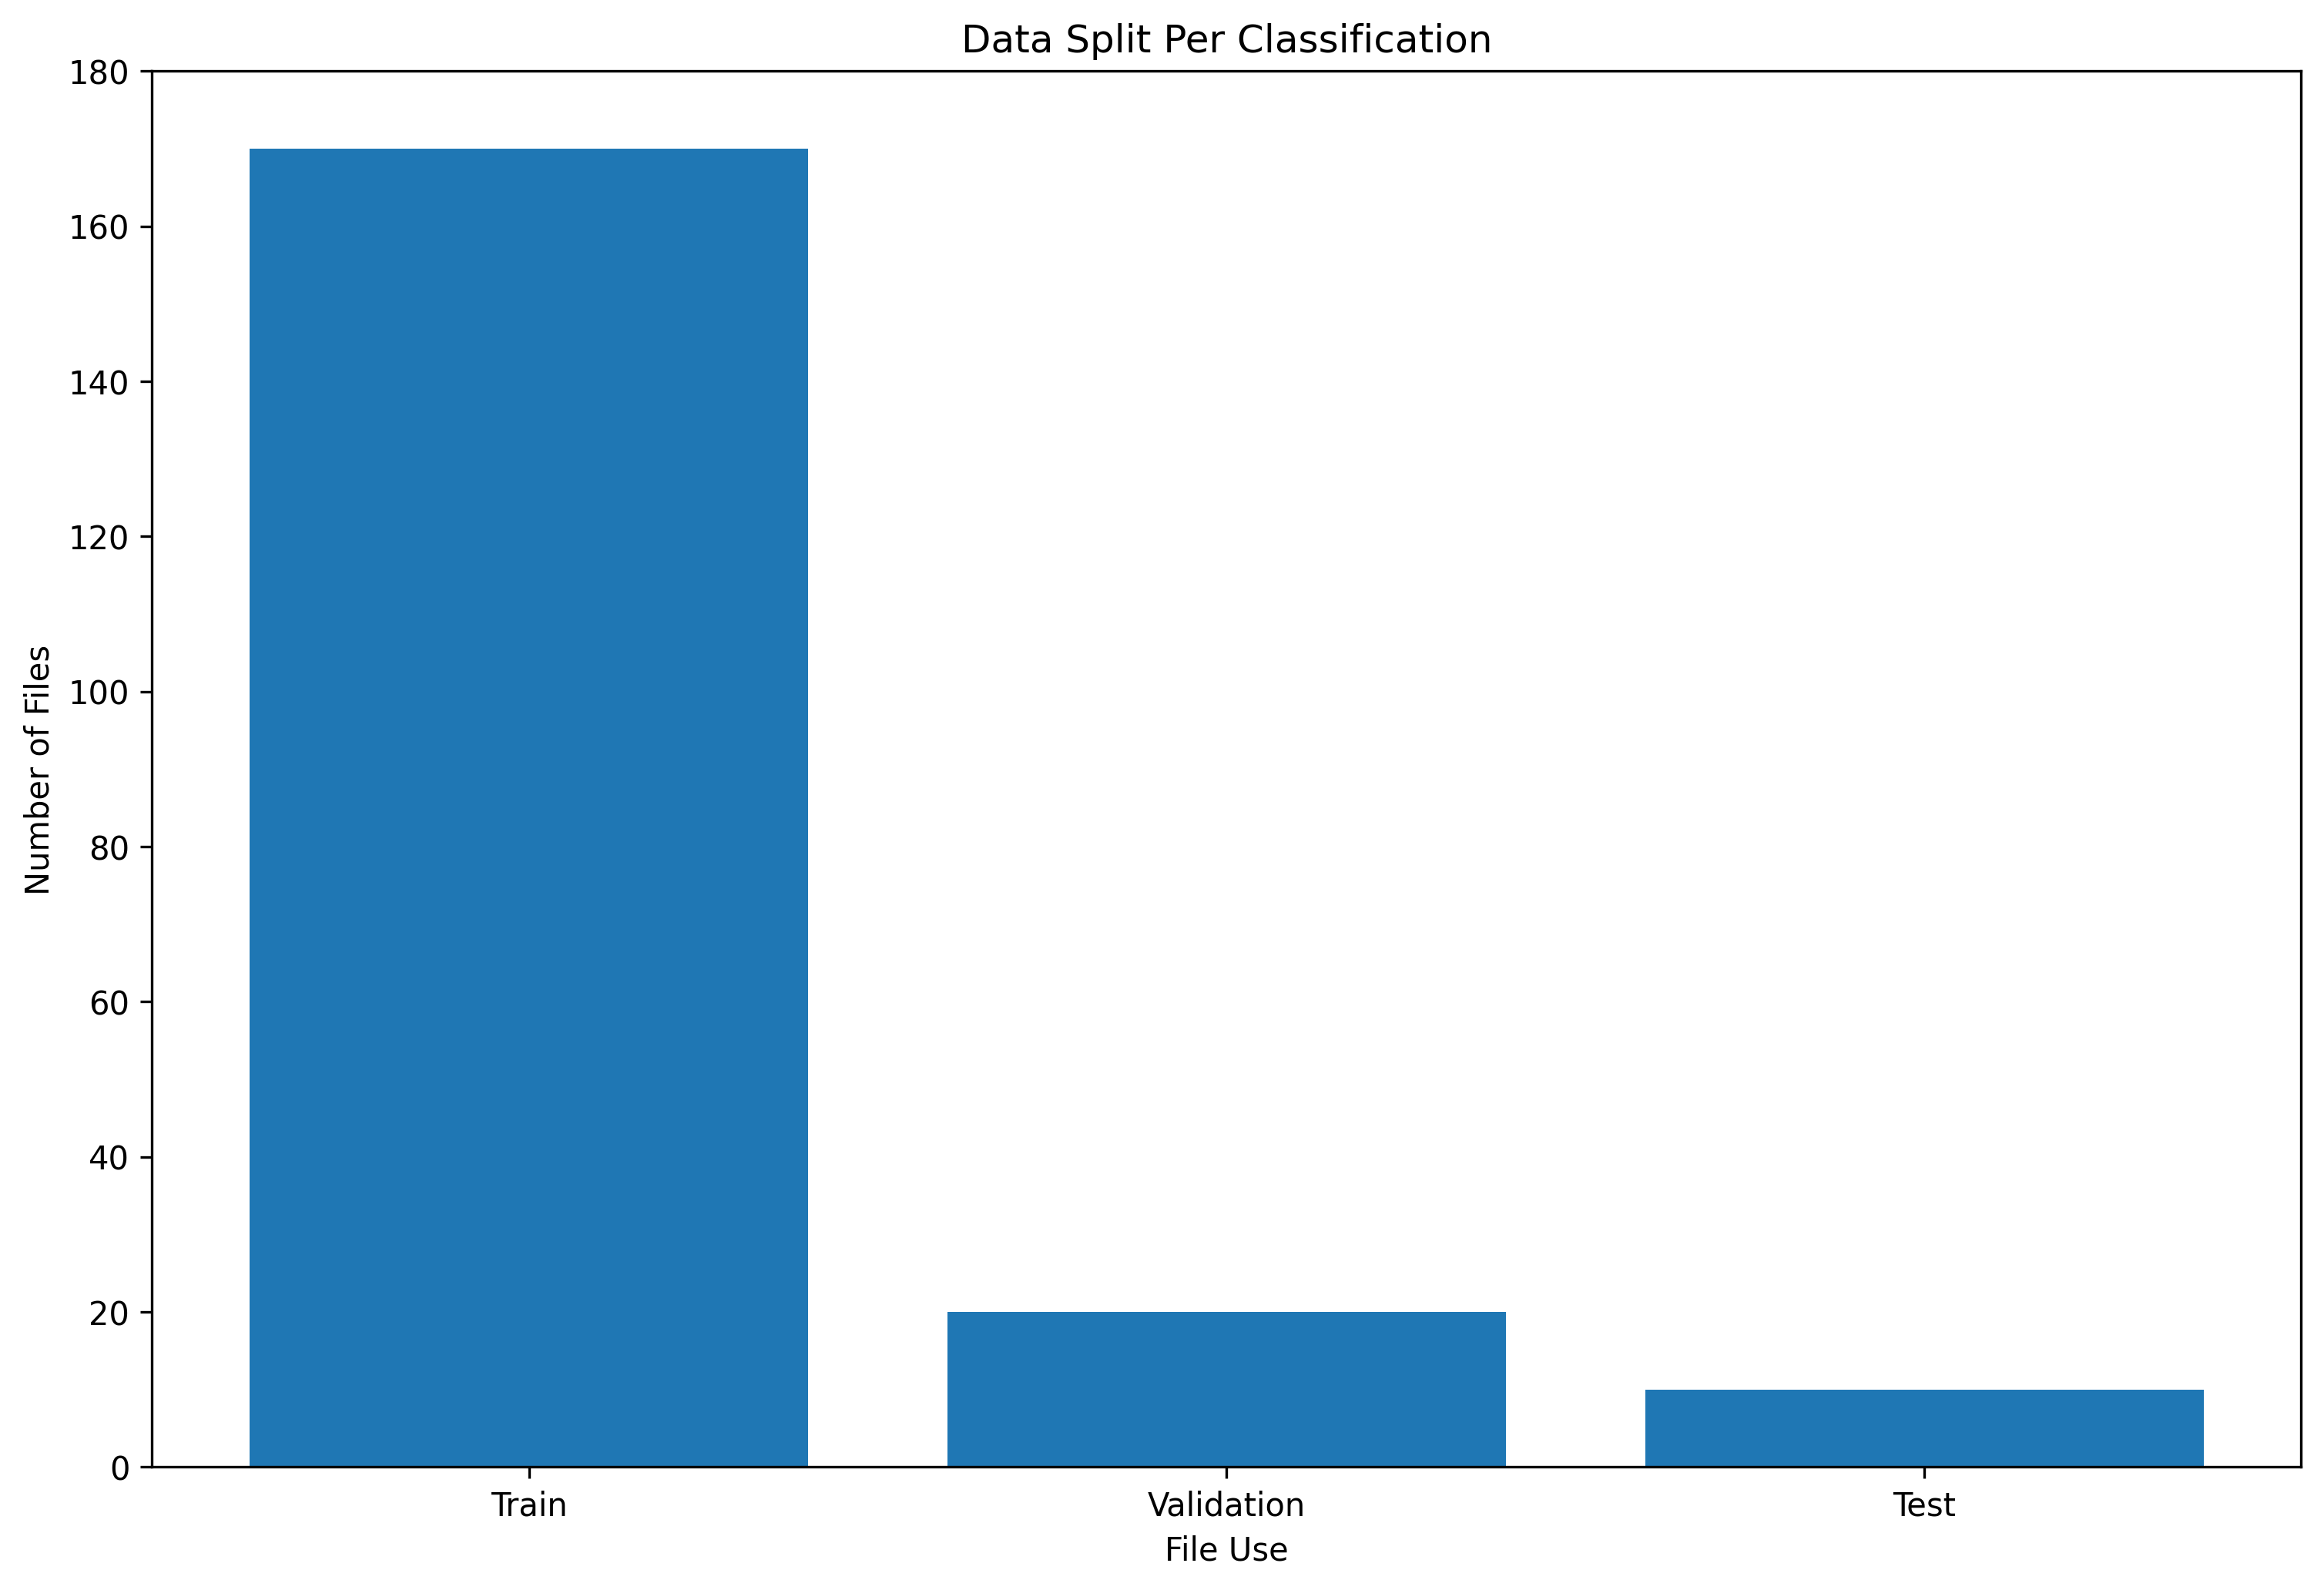 Data Split Per Classification
180
160
140
120
100
80
60
40
20
0
Number of Files
Train
Validation
Test
File Use